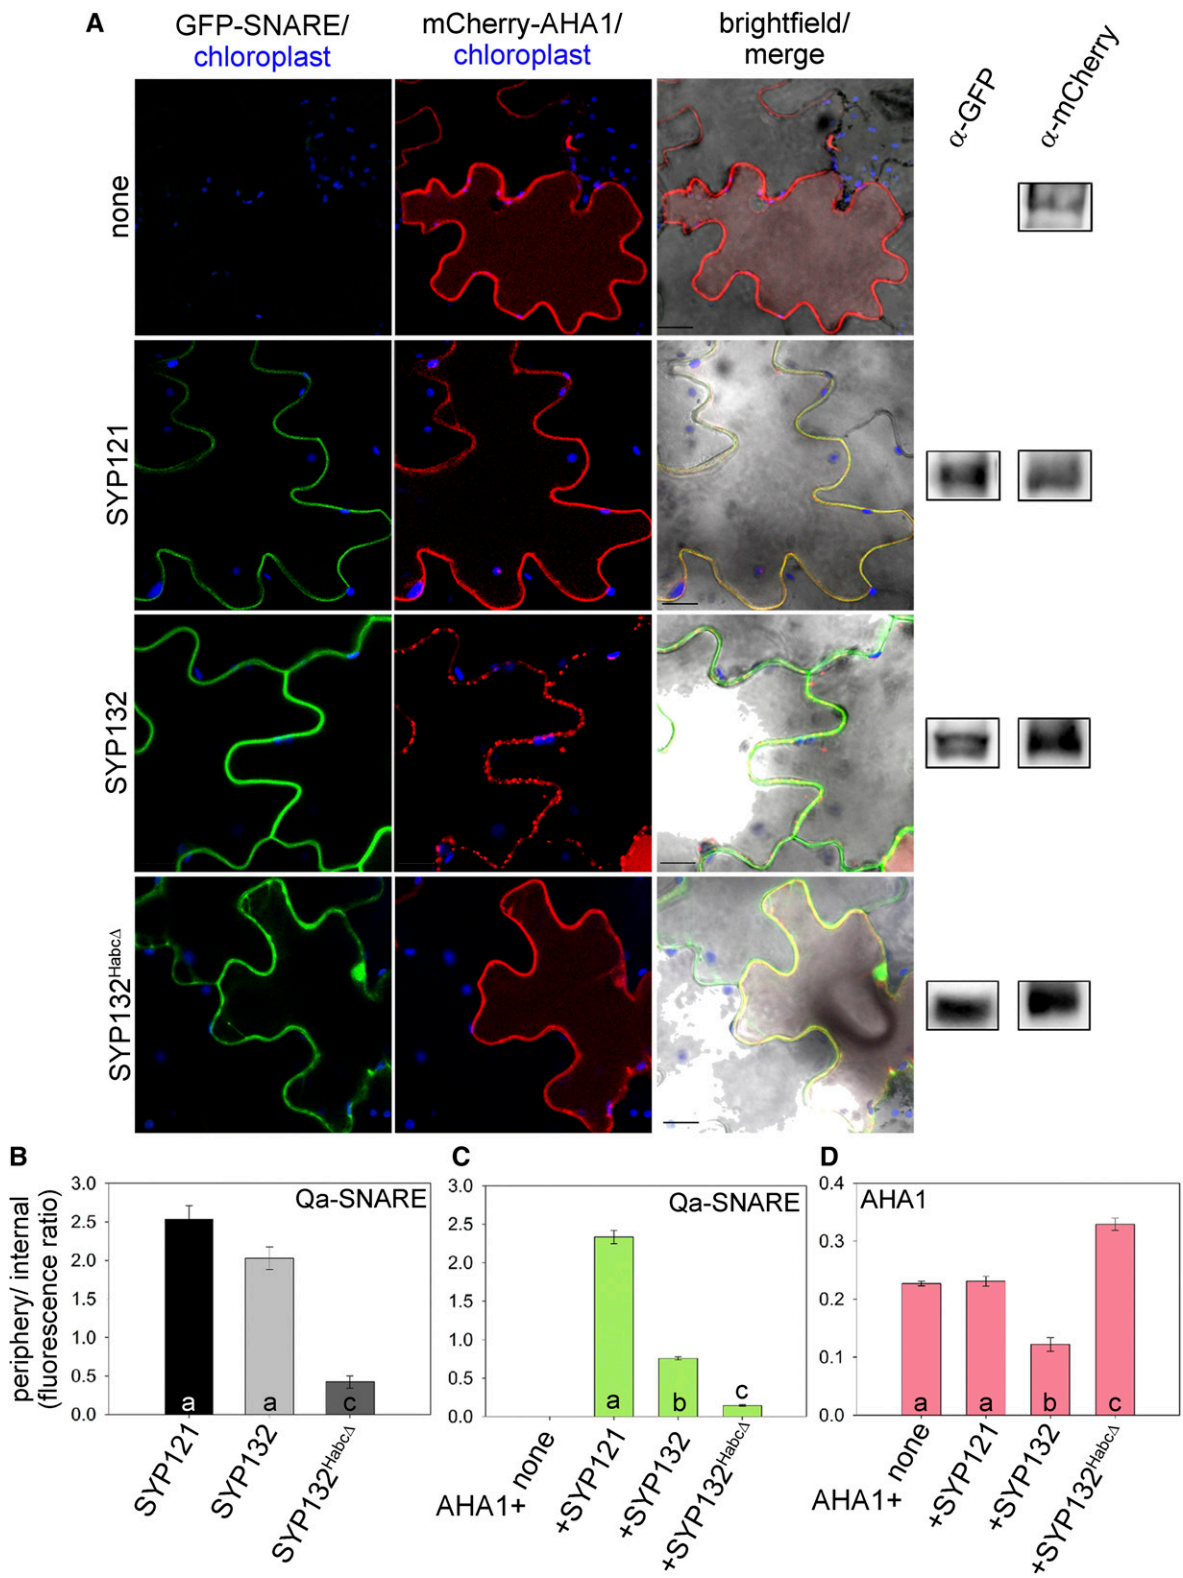 A
GFP-SNARE/
chloroplast
mCherry-AHA1/
chloroplast
brightfield/
merge
α-GFP
α-mCherry
none
SYP121
SYP132
SYP132HabcΔ
B
periphery/ internal
(fluorescence ratio)
3.0
2.5
2.0
1.5
1.0
0.5
0.0
Qa-SNARE
a
a
c
SYP121
SYP132
SYP132HabcΔ
C
3.0
2.5
2.0
1.5
1.0
0.5
0.0
Qa-SNARE
a
b
c
AHA1+
none
+SYP121
+SYP132
+SYP132HabcΔ
D
0.4
0.3
0.2
0.1
0.0
AHA1
a
a
b
c
AHA1+
none
+SYP121
+SYP132
+SYP132HabcΔ